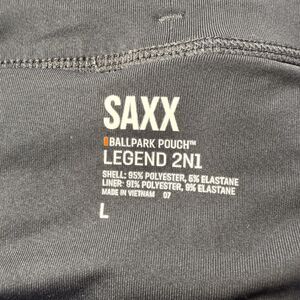 SAXX
BALLPARK POUCH™
LEGEND 2N1
SHELL: 95% POLYESTER, 5% ELASTANE
LINER: 91% POLYESTER, 9% ELASTANE
MADE IN VIETNAM 07
L